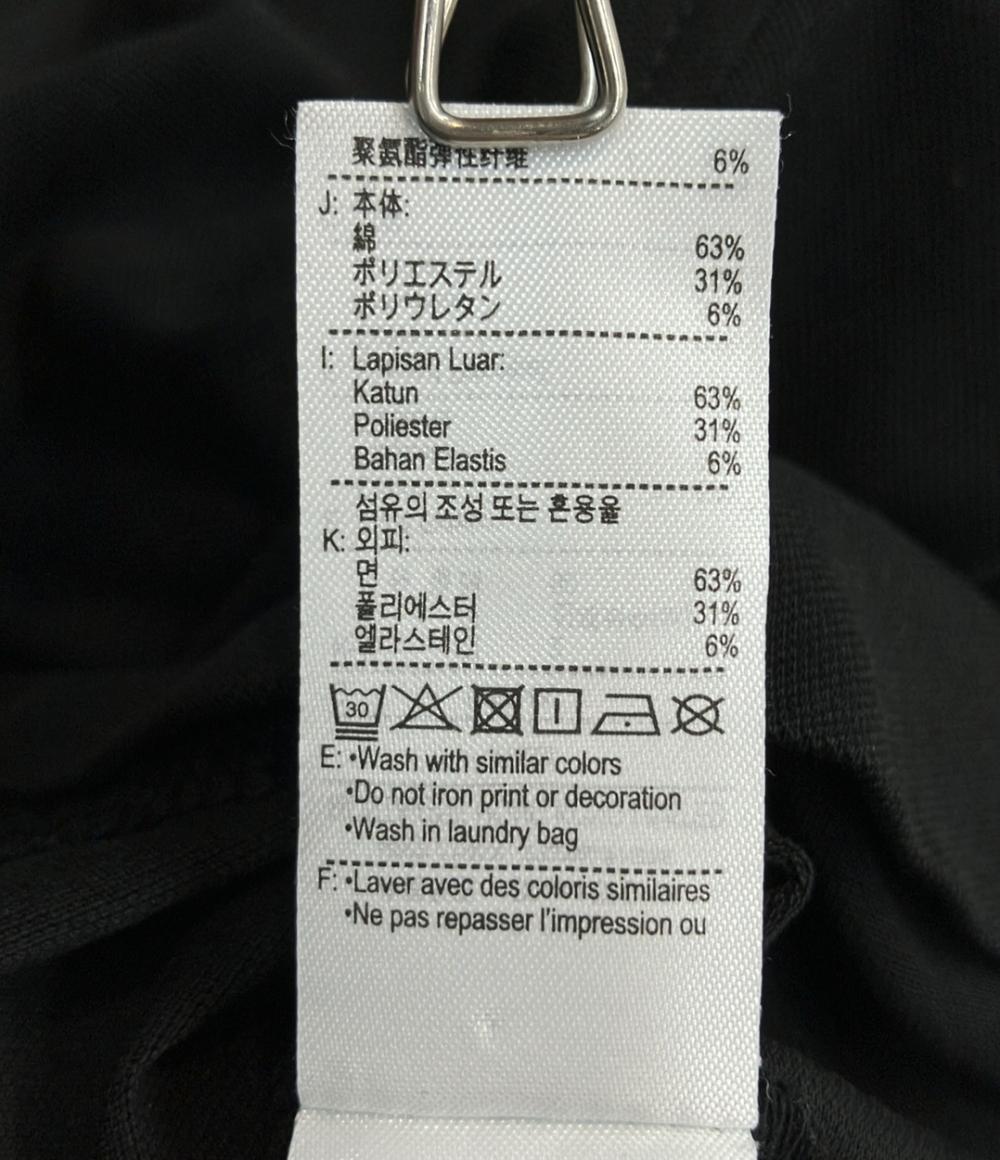 聚氨酯弹性纤维 6%
J: 本体:
綿 63%
ポリエステル 31%
ポリウレタン 6%
I: Lapisan Luar:
Katun 63%
Poliester 31%
Bahan Elastis 6%
섬유의 조성 또는 혼용율
K: 외피:
면 63%
폴리에스터 31%
엘라스테인 6%
30
E: •Wash with similar colors
•Do not iron print or decoration
•Wash in laundry bag
F: •Laver avec des coloris similaires
•Ne pas repasser l'impression ou